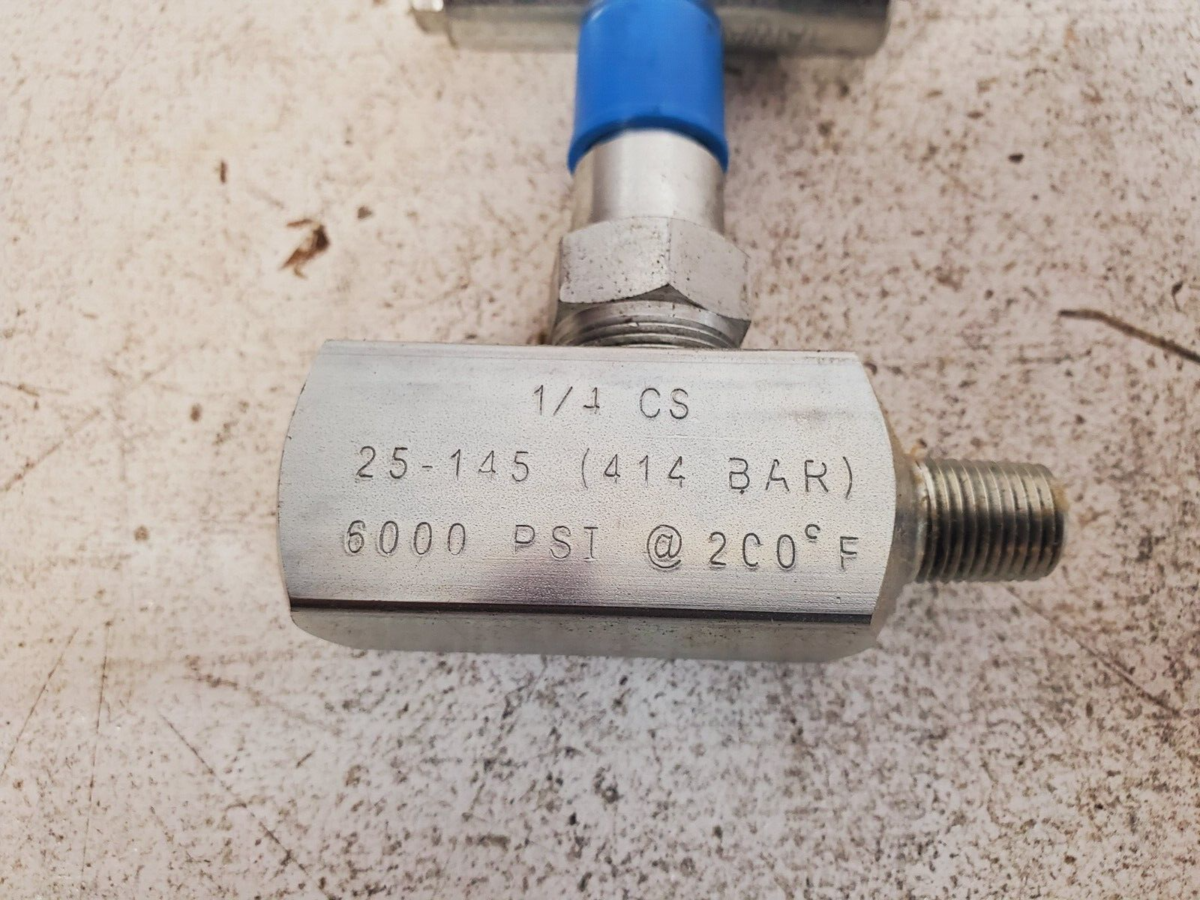 1/4 CS
25-145 (414 BAR)
6000 PSI @ 200°F